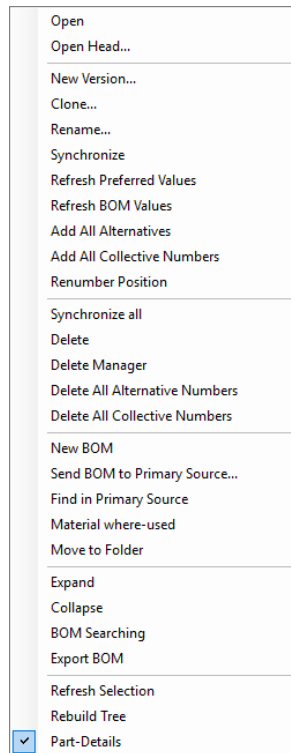 Open
Open Head...
New Version...
Clone...
Rename...
Synchronize
Refresh Preferred Values
Refresh BOM Values
Add All Alternatives
Add All Collective Numbers
Renumber Position
Synchronize all
Delete
Delete Manager
Delete All Alternative Numbers
Delete All Collective Numbers
New BOM
Send BOM to Primary Source...
Find in Primary Source
Material where-used
Move to Folder
Expand
Collapse
BOM Searching
Export BOM
Refresh Selection
Rebuild Tree
Part-Details